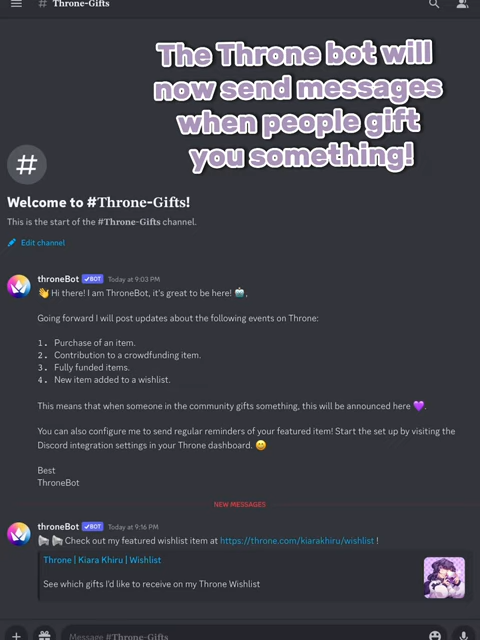 # Throne-Gifts
The Throne bot will
now send messages
when people gift
you something!
#
Welcome to #Throne-Gifts!
This is the start of the #Throne-Gifts channel.
Edit channel
throneBot ✔BOT Today at 9:03 PM
👋 Hi there! I am ThroneBot, it's great to be here! 🤖,
Going forward I will post updates about the following events on Throne:
1. Purchase of an item.
2. Contribution to a crowdfunding item.
3. Fully funded items.
4. New item added to a wishlist.
This means that when someone in the community gifts something, this will be announced here 💜.
You can also configure me to send regular reminders of your featured item! Start the set up by visiting the
Discord integration settings in your Throne dashboard. 😀
Best
ThroneBot
NEW MESSAGES
throneBot ✔BOT Today at 9:16 PM
📢 📢 Check out my featured wishlist item at https://throne.com/kiarakhiru/wishlist !
Throne | Kiara Khiru | Wishlist
See which gifts I'd like to receive on my Throne Wishlist
Message #Throne-Gifts